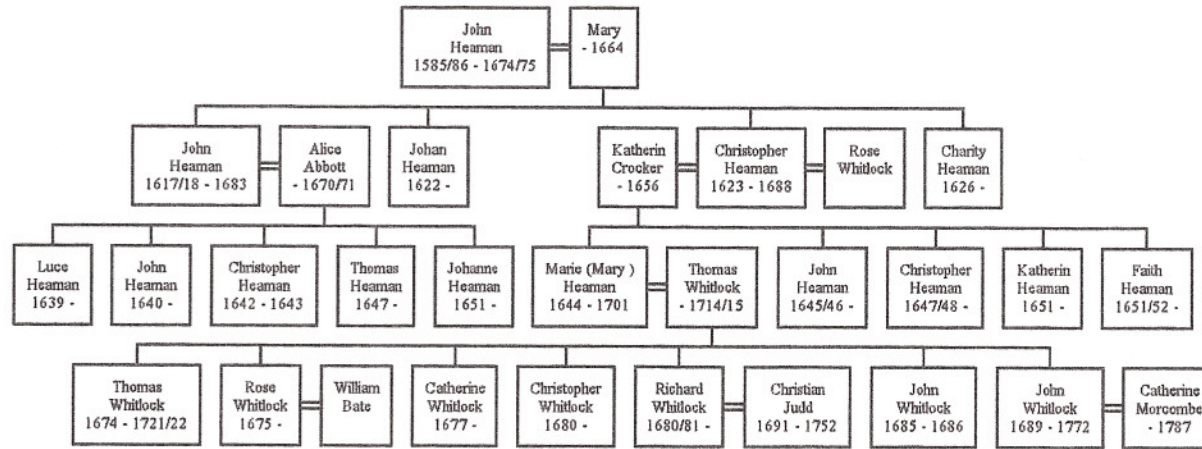 John
Heaman
1585/86 - 1674/75
Mary
- 1664
John
Heaman
1617/18 - 1683
Alice
Abbott
- 1670/71
Johan
Heaman
1622 -
Katherin
Crocker
- 1656
Christopher
Heaman
1623 - 1688
Rose
Whitlock
Charity
Heaman
1626 -
Luce
Heaman
1639 -
John
Heaman
1640 -
Christopher
Heaman
1642 - 1643
Thomas
Heaman
1647 -
Johanne
Heaman
1651 -
Marie (Mary )
Heaman
1644 - 1701
Thomas
Whitlock
- 1714/15
John
Heaman
1645/46 -
Christopher
Heaman
1647/48 -
Katherin
Heaman
1651 -
Faith
Heaman
1651/52 -
Thomas
Whitlock
1674 - 1721/22
Rose
Whitlock
1675 -
William
Bate
Catherine
Whitlock
1677 -
Christopher
Whitlock
1680 -
Richard
Whitlock
1680/81 -
Christian
Judd
1691 - 1752
John
Whitlock
1685 - 1686
John
Whitlock
1689 - 1772
Catherine
Morcombe
- 1787